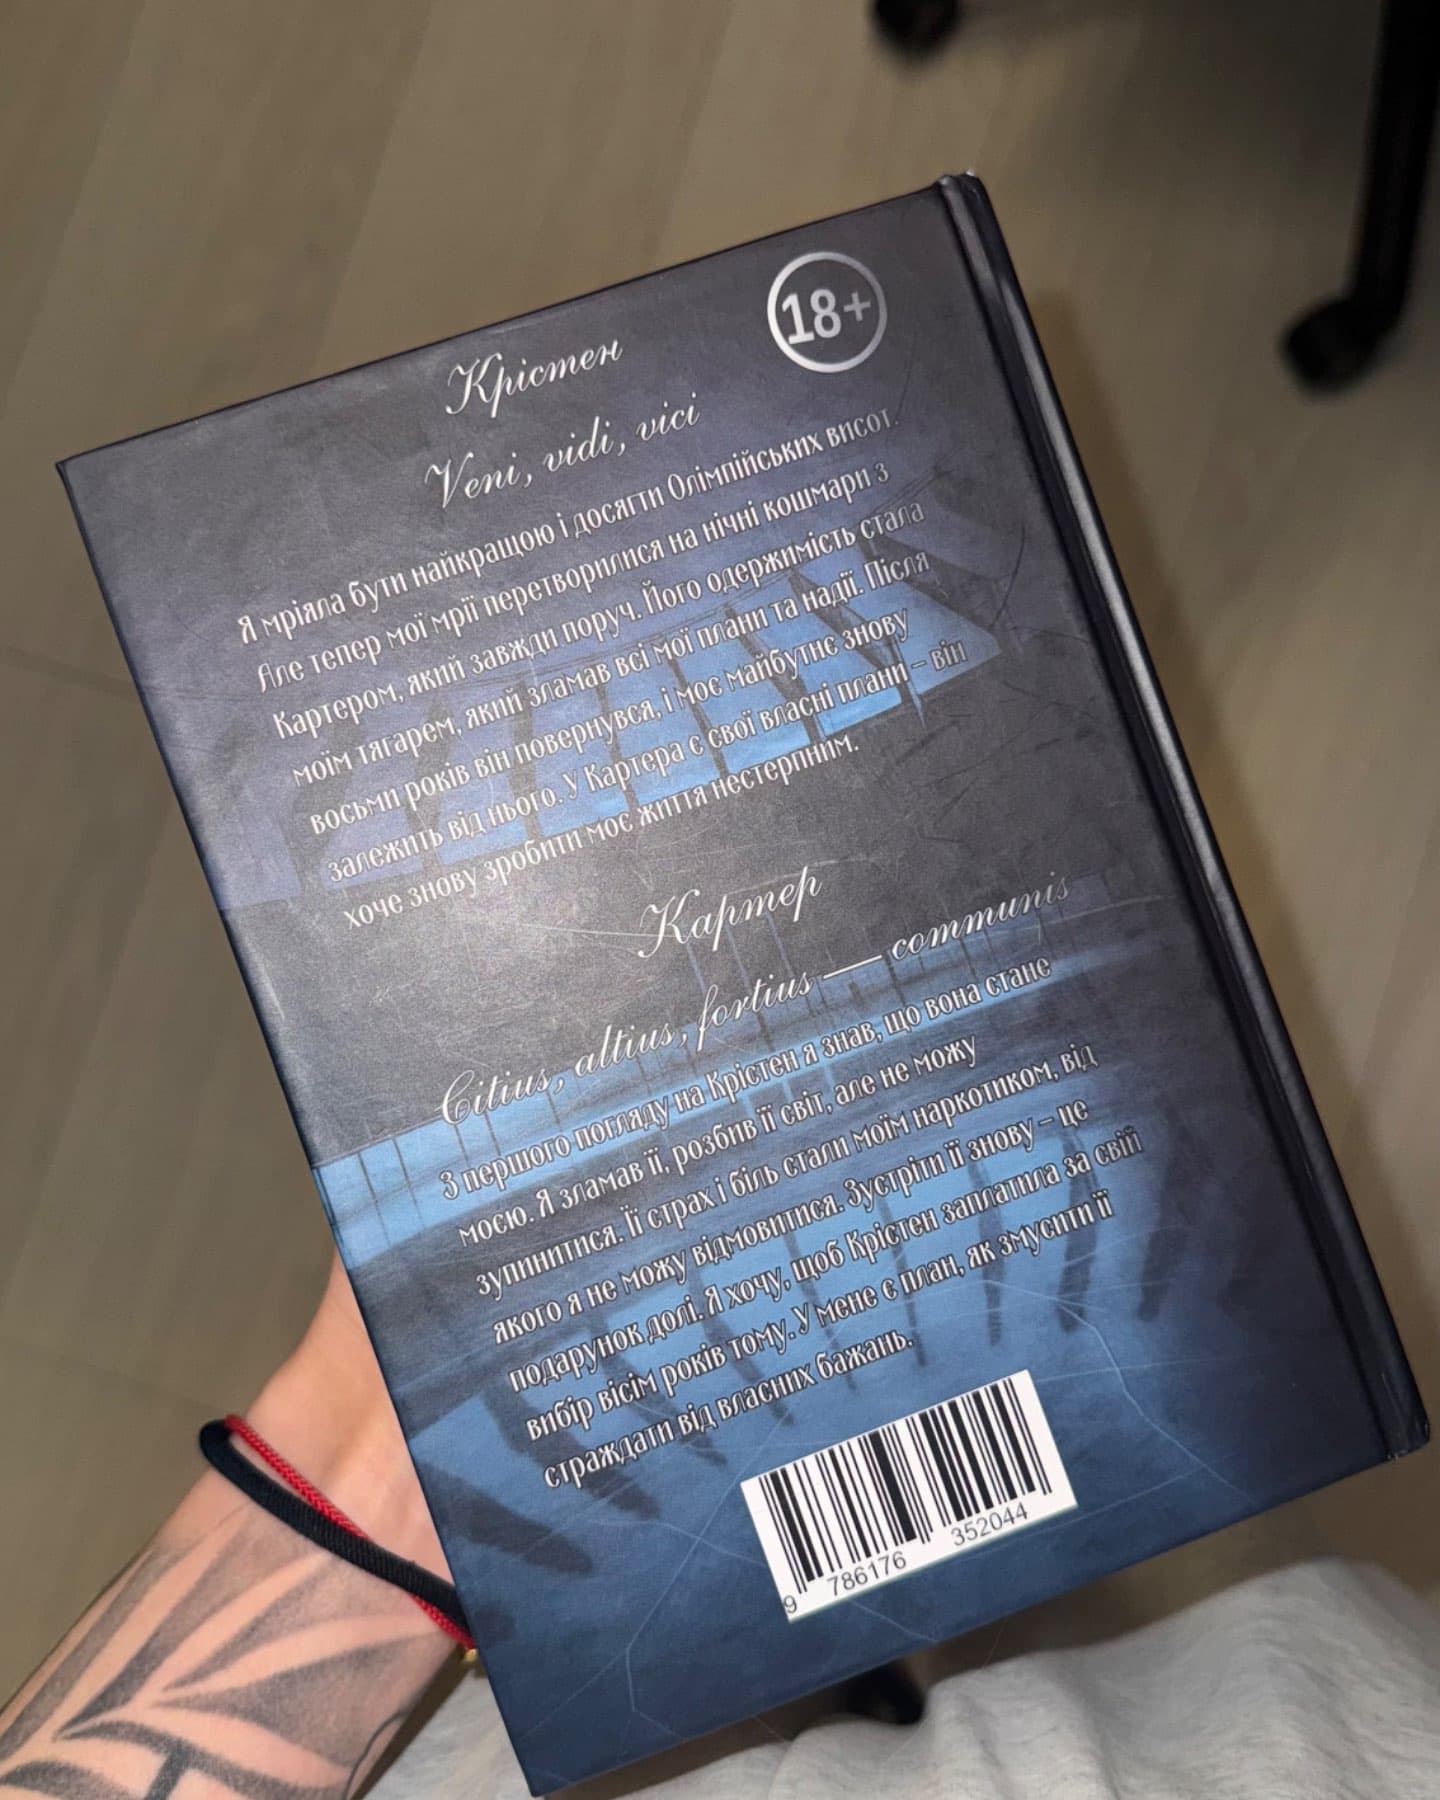 18+
Крістен
Veni, vidi, vici
Я мріяла бути найкращою і досягти Олімпійських висот.
Але тепер мої мрії перетворилися на нічні кошмари з
Картером, який завжди поруч. Його одержимість стала
моїм тягарем, який зламав всі мої плани та надії. Після
восьми років він повернувся, і моє майбутнє знову
залежить від нього. У Картера є свої власні плани – він
хоче знову зробити моє життя нестерпним.
Картер
Citius, altius, fortius — communis
З першого погляду на Крістен я знав, що вона стане
моєю. Я зламав її, розбив її світ, але не можу
зупинитися. Її страх і біль стали моїм наркотиком, від
якого я не можу відмовитися. Зустріти її знову – це
подарунок долі. Я хочу, щоб Крістен заплатила за свій
вибір вісім років тому. У мене є план, як змусити її
страждати від власних бажань.
9 786176 352044